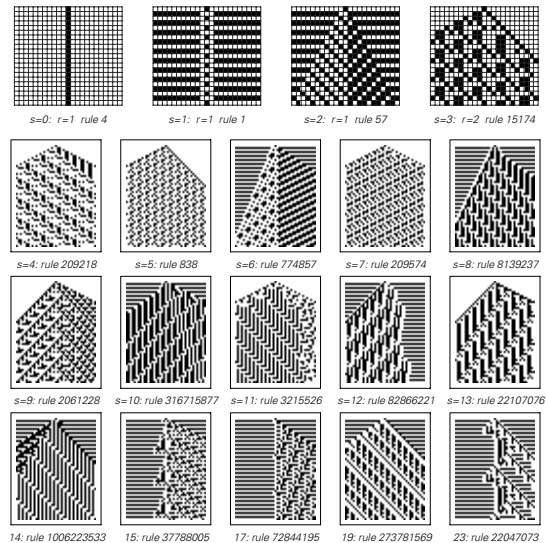 s=0: r=1 rule 4 s=1: r=1 rule 1 s=2: r=1 rule 57 s=3: r=2 rule 15174
s=4: rule 209218 s=5: rule 838 s=6: rule 774857 s=7: rule 209574 s=8: rule 8139237
s=9: rule 2061228 s=10: rule 316715877 s=11: rule 3215526 s=12: rule 82866221 s=13: rule 22107076
14: rule 1006223533 15: rule 37788005 17: rule 72844195 19: rule 273781569 23: rule 22047073